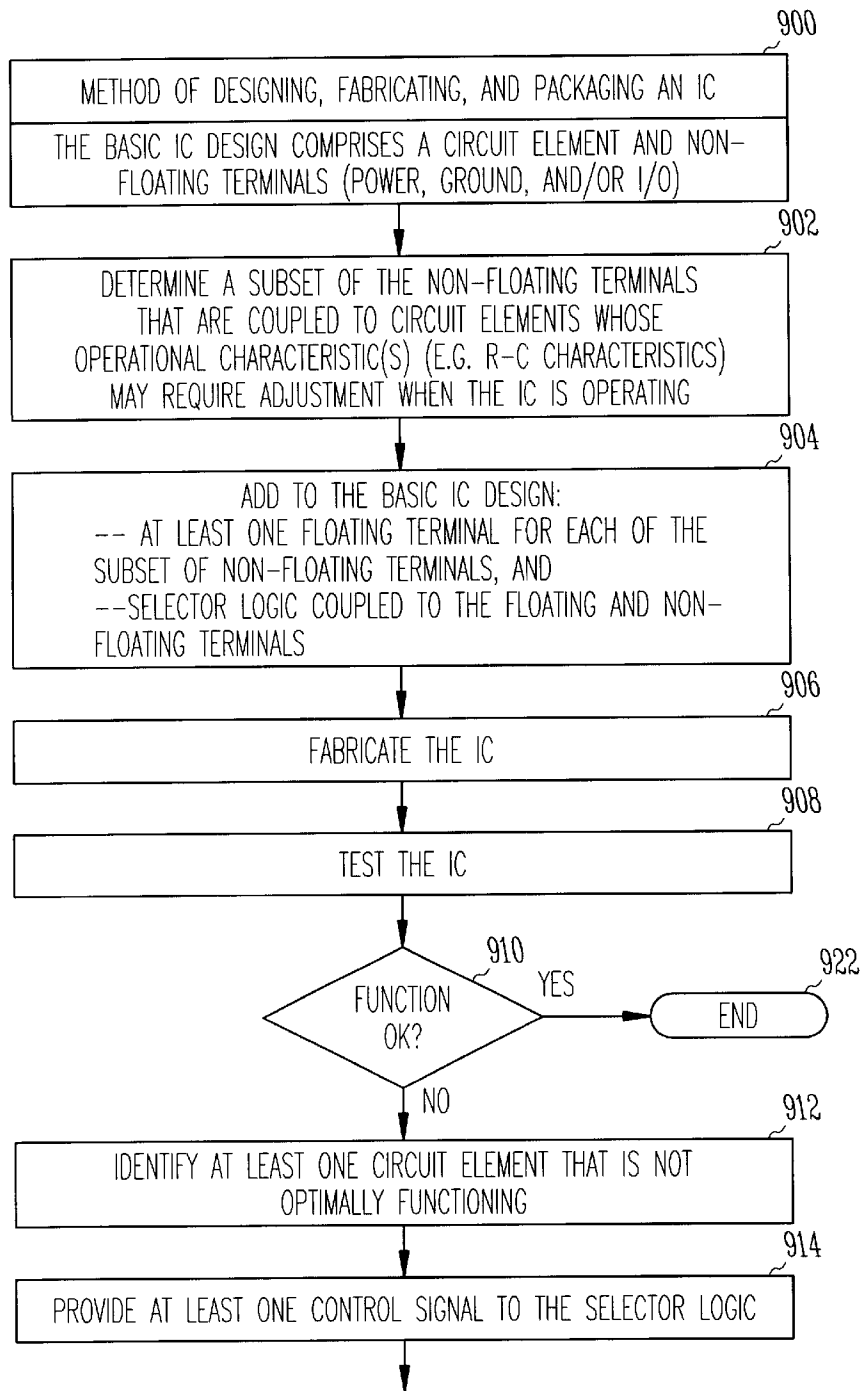 900
METHOD OF DESIGNING, FABRICATING, AND PACKAGING AN IC
THE BASIC IC DESIGN COMPRISES A CIRCUIT ELEMENT AND NON-
FLOATING TERMINALS (POWER, GROUND, AND/OR I/O)
902
DETERMINE A SUBSET OF THE NON-FLOATING TERMINALS
THAT ARE COUPLED TO CIRCUIT ELEMENTS WHOSE
OPERATIONAL CHARACTERISTIC(S) (E.G. R-C CHARACTERISTICS)
MAY REQUIRE ADJUSTMENT WHEN THE IC IS OPERATING
904
ADD TO THE BASIC IC DESIGN:
-- AT LEAST ONE FLOATING TERMINAL FOR EACH OF THE
SUBSET OF NON-FLOATING TERMINALS, AND
--SELECTOR LOGIC COUPLED TO THE FLOATING AND NON-
FLOATING TERMINALS
906
FABRICATE THE IC
908
TEST THE IC
910
FUNCTION
OK?
YES
922
END
NO
912
IDENTIFY AT LEAST ONE CIRCUIT ELEMENT THAT IS NOT
OPTIMALLY FUNCTIONING
914
PROVIDE AT LEAST ONE CONTROL SIGNAL TO THE SELECTOR LOGIC